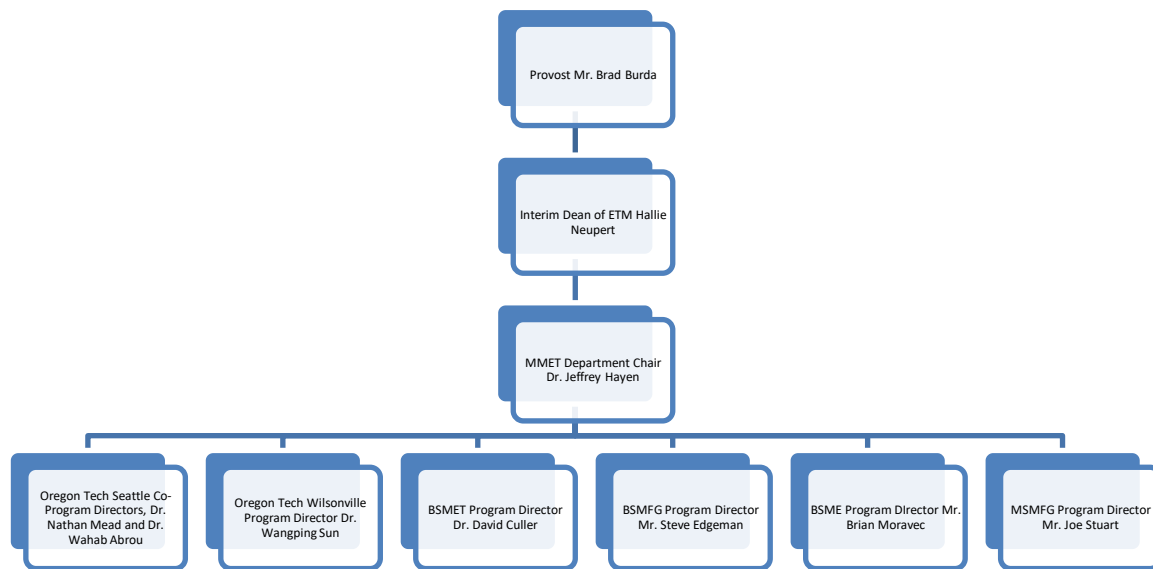 Provost Mr. Brad Burda
Interim Dean of ETM Hallie
Neupert
MMET Department Chair
Dr. Jeffrey Hayen
Oregon Tech Seattle Co-
Program Directors, Dr.
Nathan Mead and Dr.
Wahab Abrou
Oregon Tech Wilsonville
Program Director Dr.
Wangping Sun
BSMET Program Director
Dr. David Culler
BSMFG Program Director
Mr. Steve Edgeman
BSME Program DIrector Mr.
Brian Moravec
MSMFG Program Director
Mr. Joe Stuart